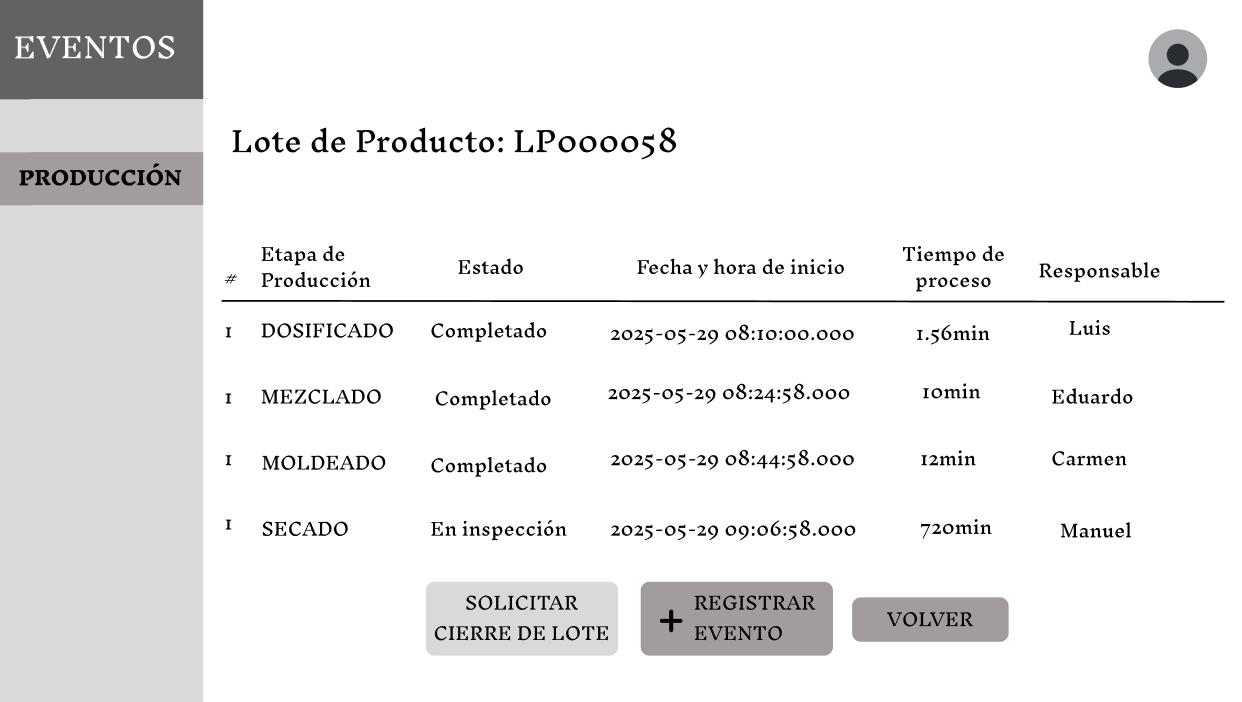 EVENTOS
PRODUCCIÓN
Lote de Producto: LP000058
# Etapa de Producción Estado Fecha y hora de inicio Tiempo de proceso Responsable
1 DOSIFICADO Completado 2025-05-29 08:10:00.000 1.56min Luis
1 MEZCLADO Completado 2025-05-29 08:24:58.000 10min Eduardo
1 MOLDEADO Completado 2025-05-29 08:44:58.000 12min Carmen
1 SECADO En inspección 2025-05-29 09:06:58.000 720min Manuel
SOLICITAR
CIERRE DE LOTE
+ REGISTRAR
EVENTO
VOLVER